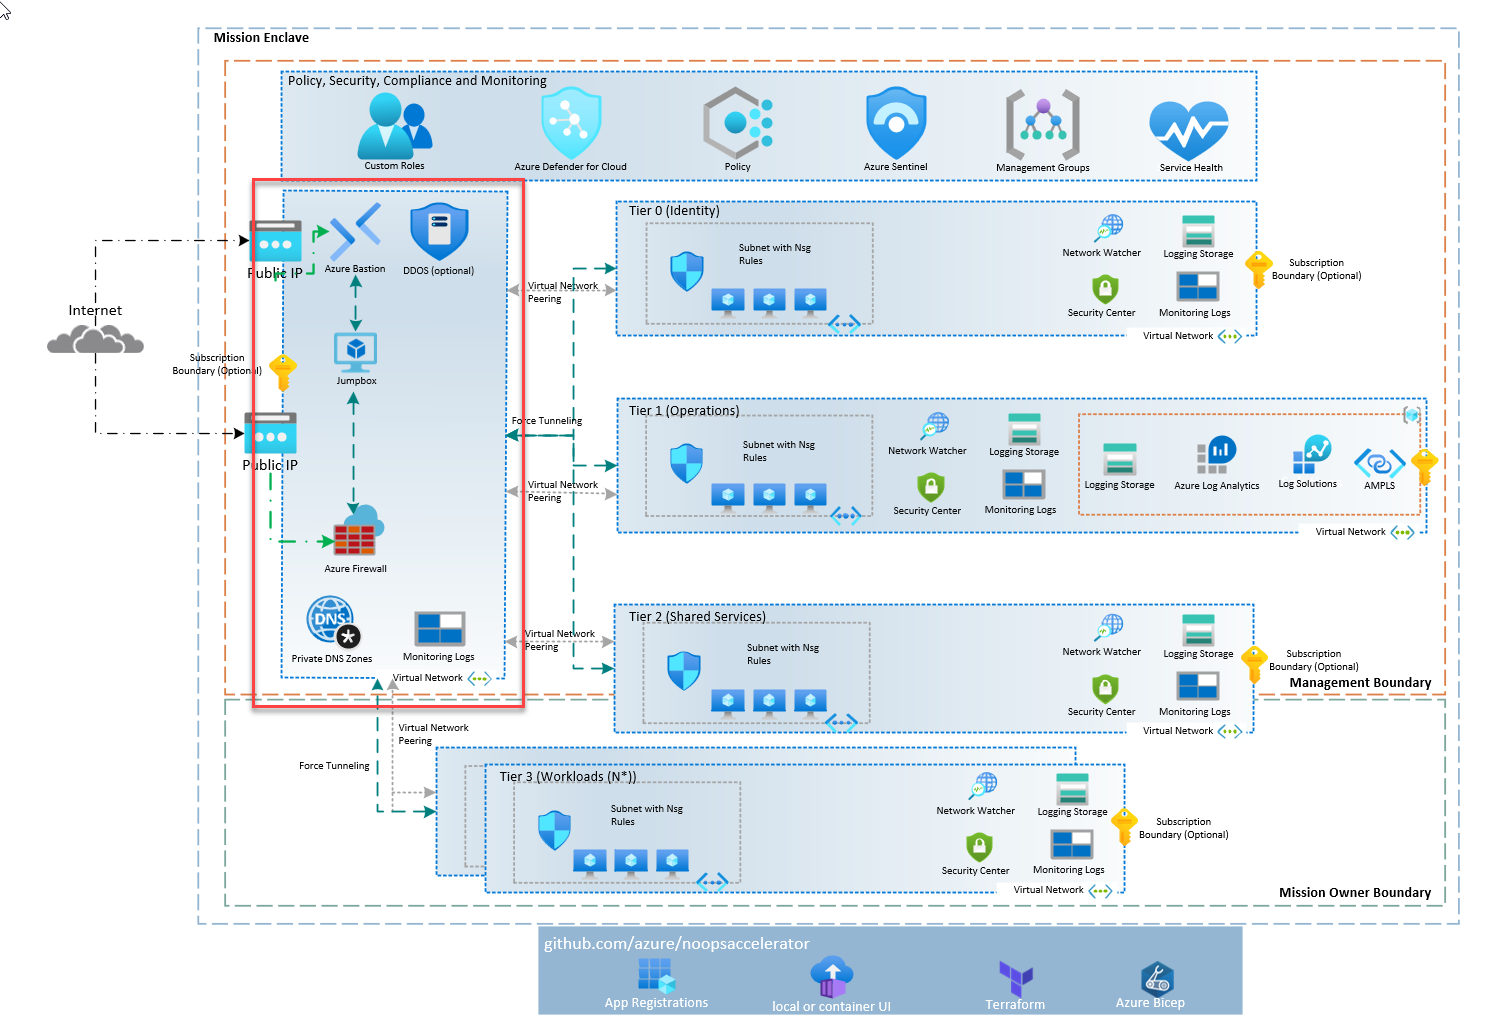 Mission Enclave
Policy, Security, Compliance and Monitoring
Custom Roles
Azure Defender for Cloud
Policy
Azure Sentinel
Management Groups
Service Health
Internet
Public IP
Public IP
Subscription
Boundary (Optional)
Azure Bastion
DDOS (optional)
Jumpbox
Azure Firewall
DNS
Private DNS Zones
Monitoring Logs
Virtual Network
Virtual Network
Peering
Force Tunneling
Virtual Network
Peering
Virtual Network
Peering
Tier 0 (Identity)
Subnet with Nsg
Rules
Network Watcher
Logging Storage
Security Center
Monitoring Logs
Virtual Network
Subscription
Boundary (Optional)
Tier 1 (Operations)
Subnet with Nsg
Rules
Network Watcher
Logging Storage
Security Center
Monitoring Logs
Logging Storage
Azure Log Analytics
Log Solutions
AMPLS
Virtual Network
Tier 2 (Shared Services)
Subnet with Nsg
Rules
Network Watcher
Logging Storage
Security Center
Monitoring Logs
Virtual Network
Subscription
Boundary (Optional)
Management Boundary
Virtual Network
Peering
Force Tunneling
Tier 3 (Workloads (N*))
Subnet with Nsg
Rules
Network Watcher
Logging Storage
Security Center
Monitoring Logs
Virtual Network
Subscription
Boundary (Optional)
Mission Owner Boundary
github.com/azure/noopsaccelerator
App Registrations
local or container UI
Terraform
Azure Bicep